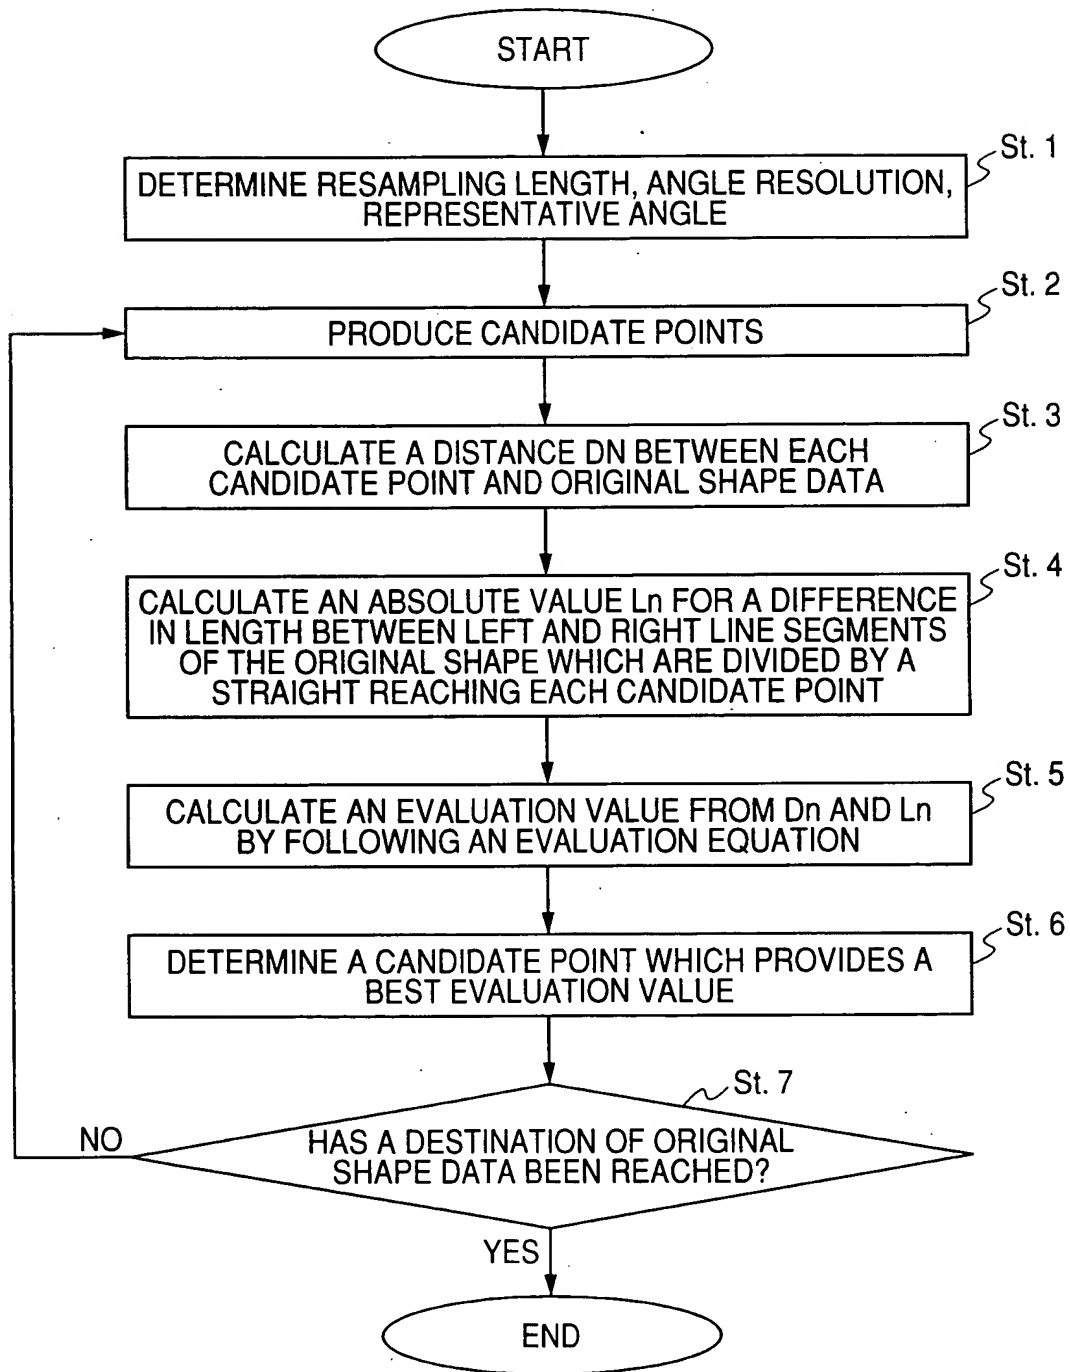 START
St. 1
DETERMINE RESAMPLING LENGTH, ANGLE RESOLUTION,
REPRESENTATIVE ANGLE
St. 2
PRODUCE CANDIDATE POINTS
St. 3
CALCULATE A DISTANCE DN BETWEEN EACH
CANDIDATE POINT AND ORIGINAL SHAPE DATA
St. 4
CALCULATE AN ABSOLUTE VALUE Ln FOR A DIFFERENCE
IN LENGTH BETWEEN LEFT AND RIGHT LINE SEGMENTS
OF THE ORIGINAL SHAPE WHICH ARE DIVIDED BY A
STRAIGHT REACHING EACH CANDIDATE POINT
St. 5
CALCULATE AN EVALUATION VALUE FROM Dn AND Ln
BY FOLLOWING AN EVALUATION EQUATION
St. 6
DETERMINE A CANDIDATE POINT WHICH PROVIDES A
BEST EVALUATION VALUE
St. 7
NO
HAS A DESTINATION OF ORIGINAL
SHAPE DATA BEEN REACHED?
YES
END